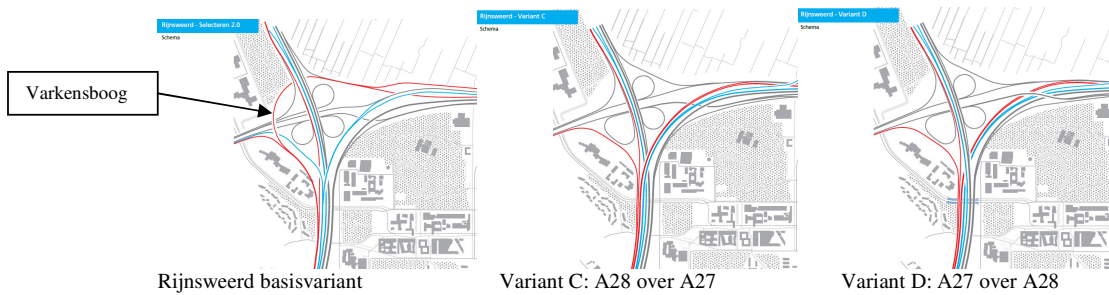 Rijnsweerd - Selecteren 2.0
Schema
Rijnsweerd - Variant C
Schema
Rijnsweerd - Variant D
Schema
Varkensboog
Rijnsweerd basisvariant
Variant C: A28 over A27
Variant D: A27 over A28